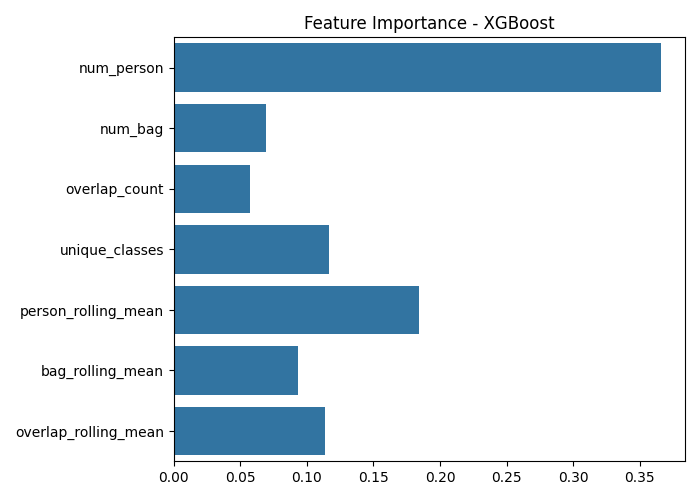 Feature Importance - XGBoost
num_person
num_bag
overlap_count
unique_classes
person_rolling_mean
bag_rolling_mean
overlap_rolling_mean
0.00 0.05 0.10 0.15 0.20 0.25 0.30 0.35